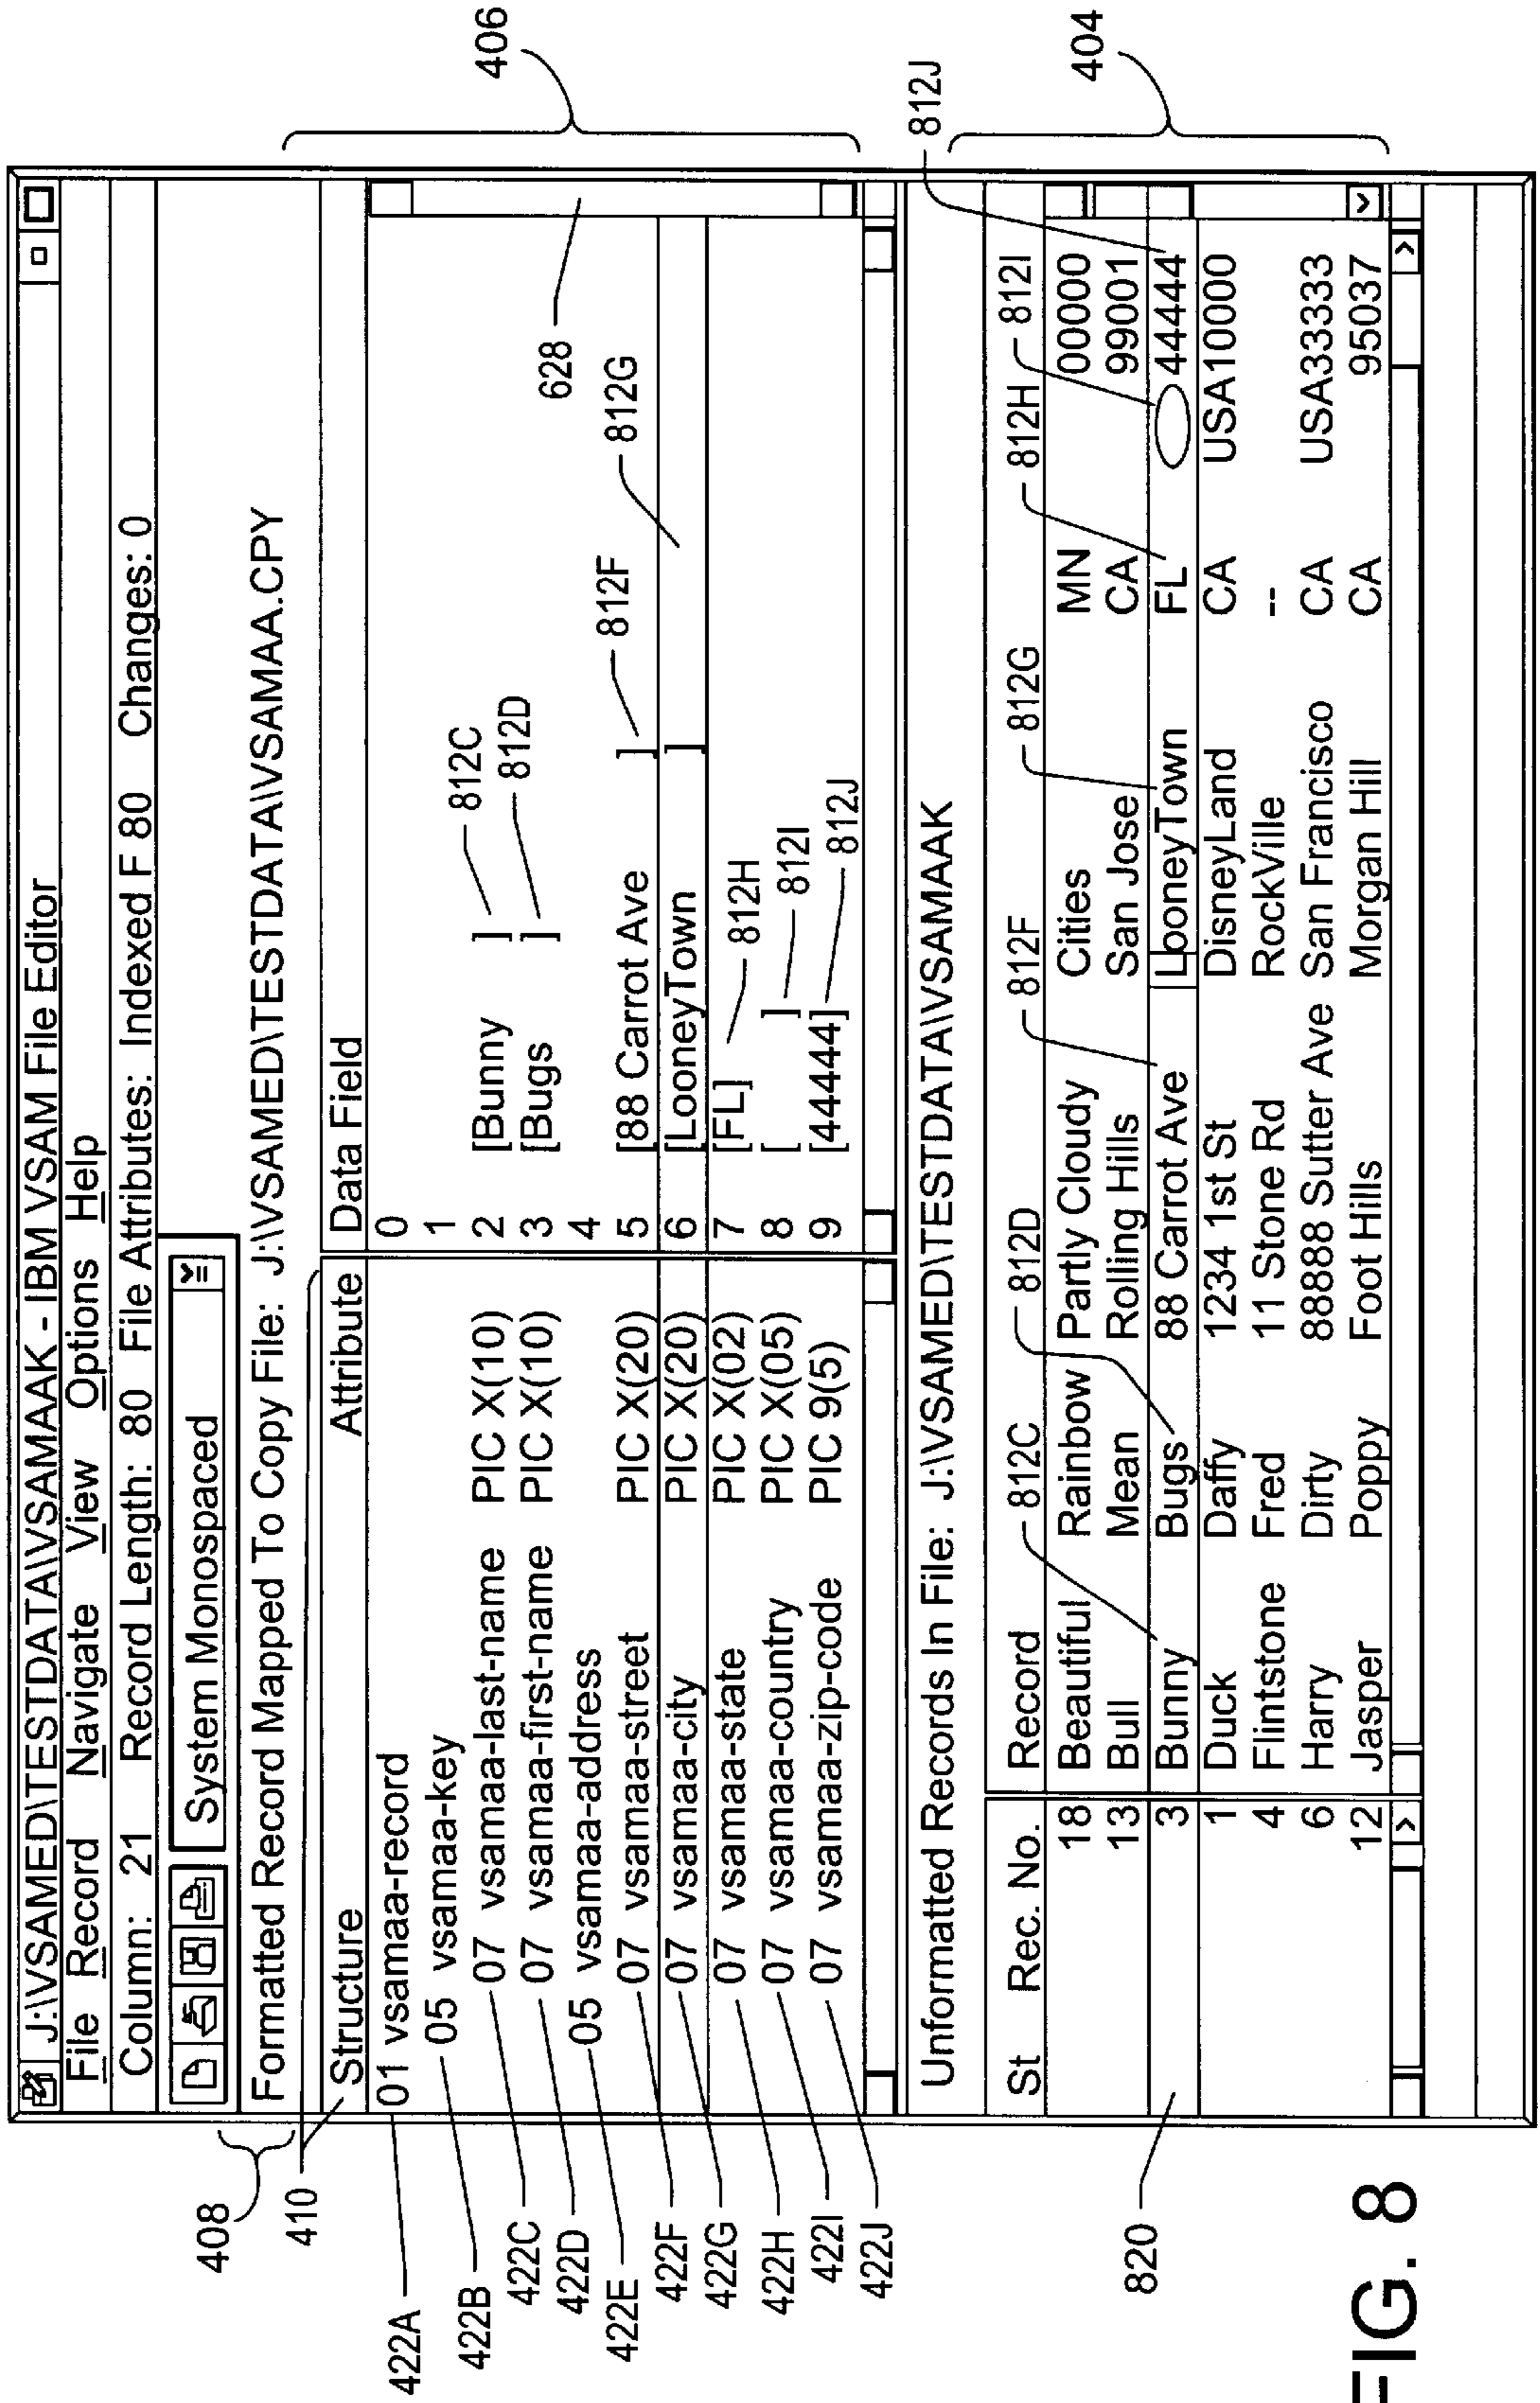 J:\VSAMED\TESTDATA\VSAMAAK - IBM VSAM File Editor
File Record Navigate View Options Help
Column: 21 Record Length: 80 File Attributes: Indexed F 80 Changes: 0
System Monospaced
408
Formatted Record Mapped To Copy File: J:\VSAMED\TESTDATA\VSAMAA.CPY
406
410
Structure Attribute Data Field
422A 01 vsamaa-record 0
422B 05 vsamaa-key 1
422C 07 vsamaa-last-name PIC X(10) 2 [Bunny ] 812C
422D 07 vsamaa-first-name PIC X(10) 3 [Bugs ] 812D
422E 05 vsamaa-address 4
628
422F 07 vsamaa-street PIC X(20) 5 [88 Carrot Ave ] 812F
422G 07 vsamaa-city PIC X(20) 6 [LooneyTown ] 812G
422H 07 vsamaa-state PIC X(02) 7 [FL] 812H
422I 07 vsamaa-country PIC X(05) 8 [ ] 812I
422J 07 vsamaa-zip-code PIC 9(5) 9 [44444] 812J
Unformatted Records In File: J:\VSAMED\TESTDATA\VSAMAAK
812J
404
St Rec. No. Record 812C 812D 812F 812G 812H 812I
18 Beautiful Rainbow Partly Cloudy Cities MN 00000
13 Bull Mean Rolling Hills San Jose CA 99001
820 3 Bunny Bugs 88 Carrot Ave LooneyTown FL 44444
1 Duck Daffy 1234 1st St DisneyLand CA USA10000
4 Flintstone Fred 11 Stone Rd RockVille --
6 Harry Dirty 88888 Sutter Ave San Francisco CA USA33333
12 Jasper Poppy Foot Hills Morgan Hill CA 95037
FIG. 8